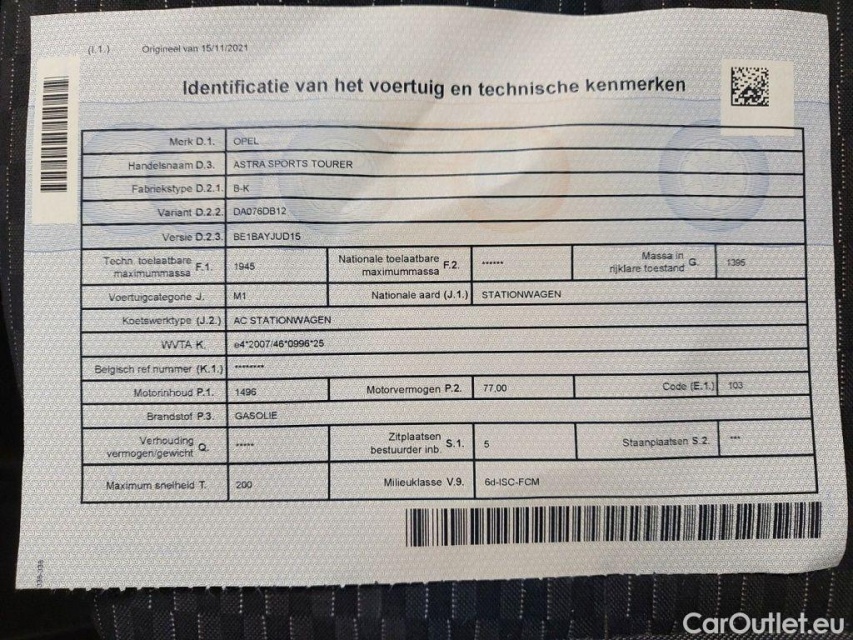 (I.1.) Origineel van 15/11/2021
Identificatie van het voertuig en technische kenmerken
Merk D.1. OPEL
Handelsnaam D.3. ASTRA SPORTS TOURER
Fabriekstype D.2.1. B-K
Variant D.2.2. DA076DB12
Versie D.2.3. BE1BAYJUD15
Techn. toelaatbare maximummassa F.1. 1945 Nationale toelaatbare maximummassa F.2. ****** Massa in rijklare toestand G. 1395
Voertuigcategorie J. M1 Nationale aard (J.1.) STATIONWAGEN
Koetswerktype (J.2.) AC STATIONWAGEN
WVTA K. e4*2007/46*0996*25
Belgisch ref.nummer (K.1.) ********
Motorinhoud P.1. 1496 Motorvermogen P.2. 77,00 Code (E.1.) 103
Brandstof P.3. GASOLIE
Verhouding vermogen/gewicht Q. ***** Zitplaatsen bestuurder inb. S.1. 5 Staanplaatsen S.2. ***
Maximum snelheid T. 200 Milieuklasse V.9. 6d-ISC-FCM
CarOutlet.eu